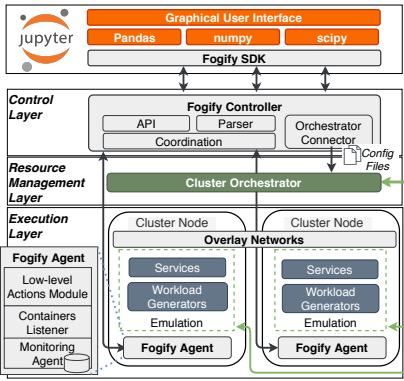 Graphical User Interface
jupyter
Pandas
numpy
scipy
Fogify SDK
Control
Layer
Fogify Controller
API
Parser
Coordination
Orchestrator
Connector
Config
Files
Resource
Management
Layer
Cluster Orchestrator
Execution
Layer
Cluster Node
Cluster Node
Overlay Networks
Fogify Agent
Low-level
Actions Module
Containers
Listener
Monitoring
Agent
Services
Workload
Generators
Emulation
Fogify Agent
Services
Workload
Generators
Emulation
Fogify Agent